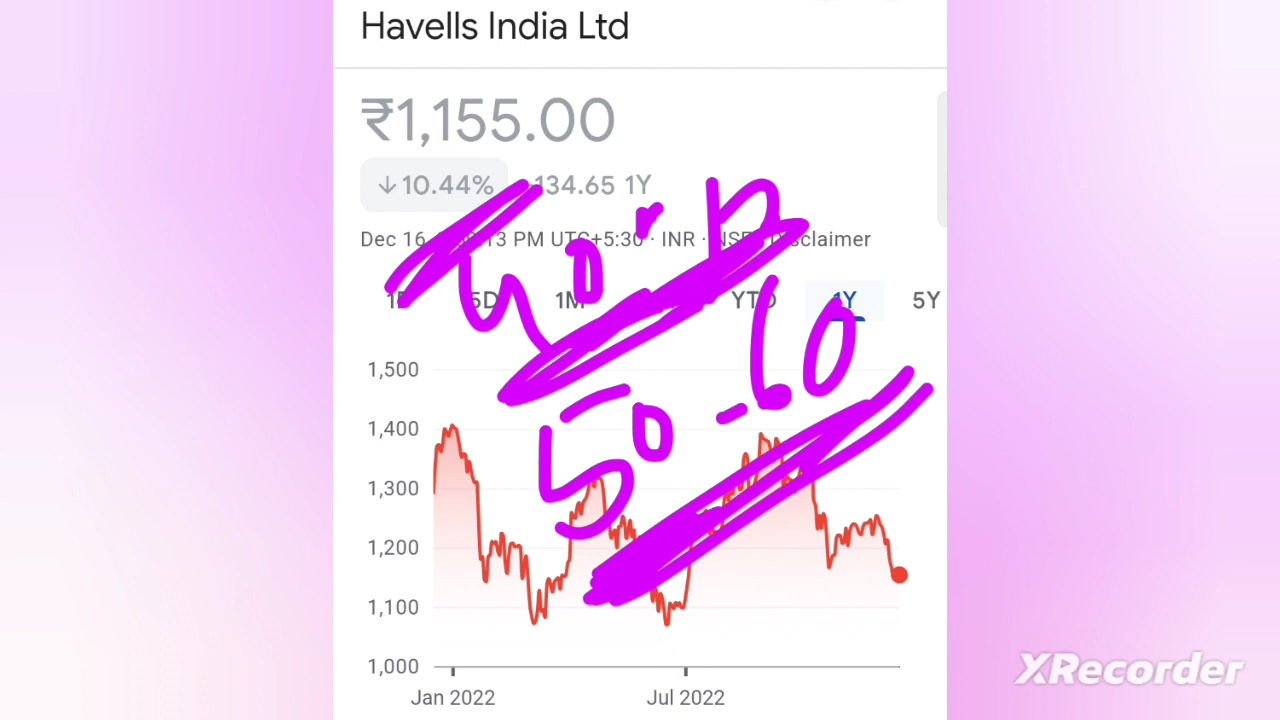 Havells India Ltd
₹1,155.00
↓10.44% 134.65 1Y
Dec 16, 13 PM UTC+5:30 · INR · NSE
1M YTD 1Y 5Y
50-60
1,500
1,400
1,300
1,200
1,100
1,000
Jan 2022 Jul 2022
XRecorder